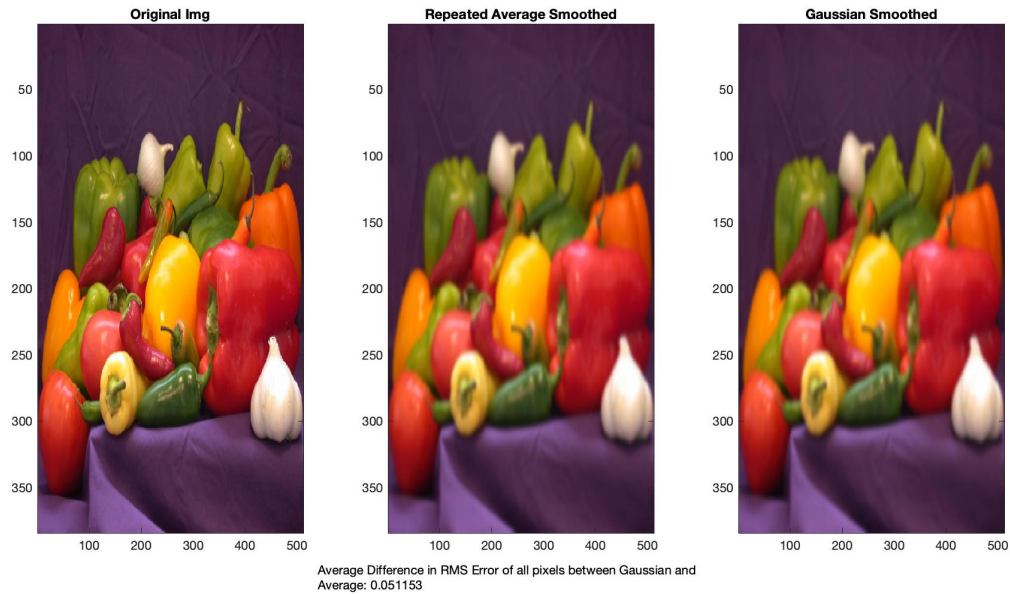 Original Img
Repeated Average Smoothed
Gaussian Smoothed
50
100
150
200
250
300
350
100 200 300 400 500
50
100
150
200
250
300
350
100 200 300 400 500
50
100
150
200
250
300
350
100 200 300 400 500
Average Difference in RMS Error of all pixels between Gaussian and
Average: 0.051153